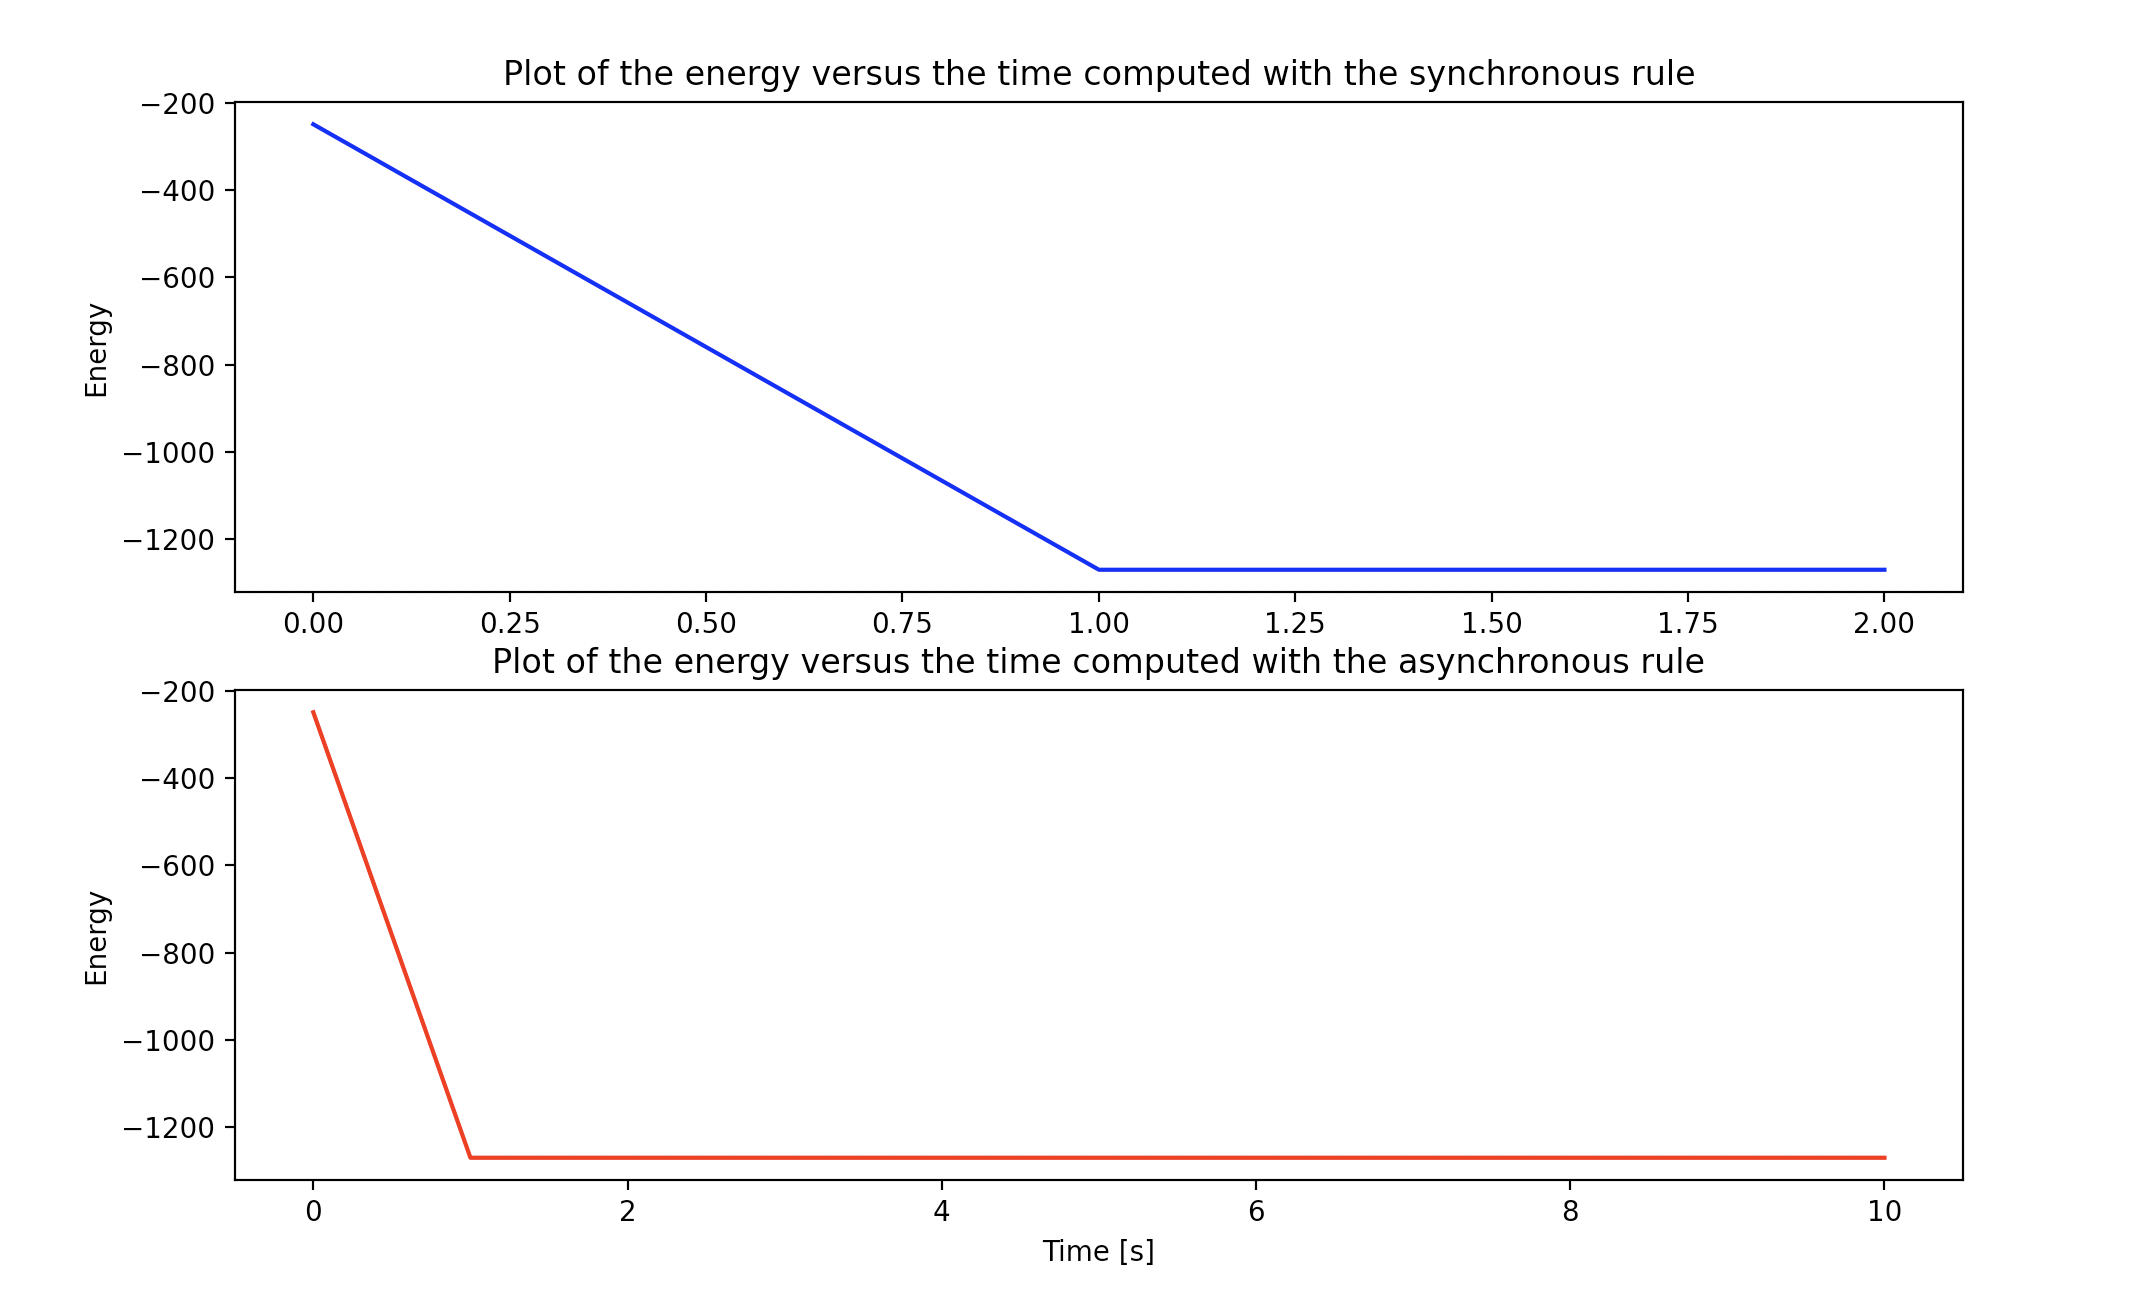 Plot of the energy versus the time computed with the synchronous rule
−200
−400
−600
−800
−1000
−1200
Energy
0.00 0.25 0.50 0.75 1.00 1.25 1.50 1.75 2.00
Plot of the energy versus the time computed with the asynchronous rule
−200
−400
−600
−800
−1000
−1200
Energy
0 2 4 6 8 10
Time [s]